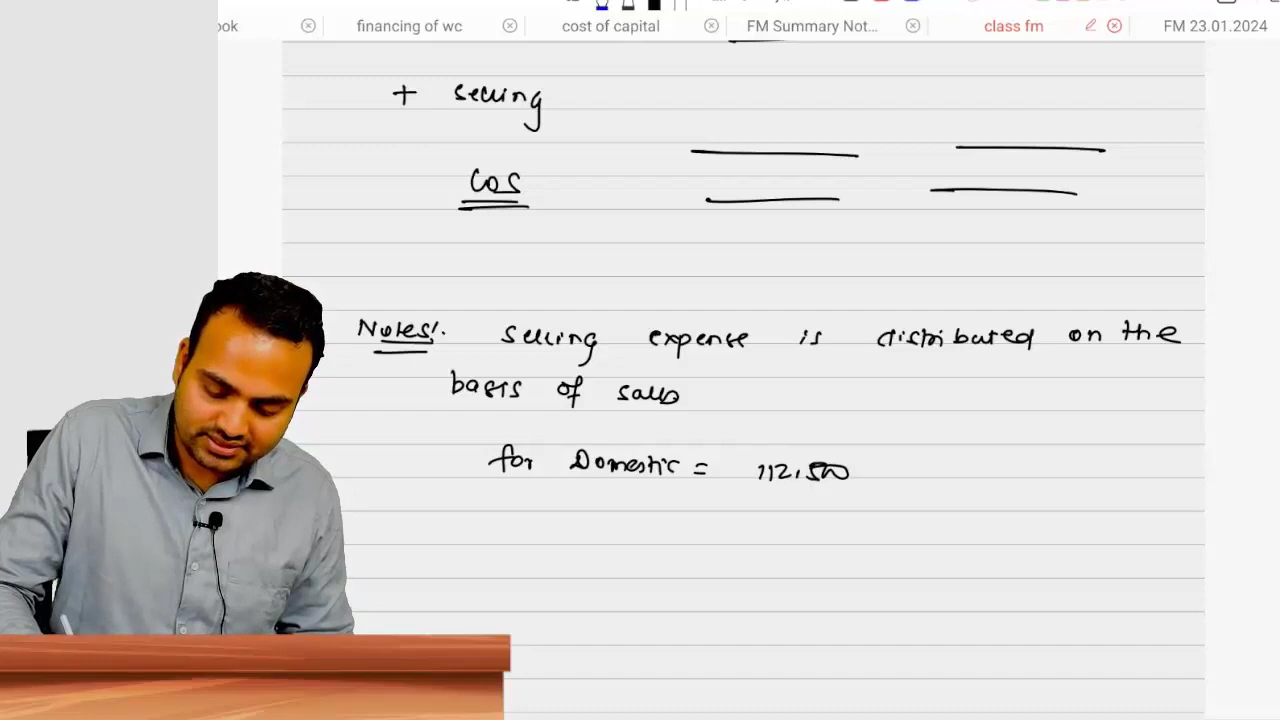 ook financing of wc cost of capital FM Summary Not... class fm FM 23.01.2024
+ selling
COS
Notes:. Selling expense is distributed on the
basis of sales
for Domestic = 112,500